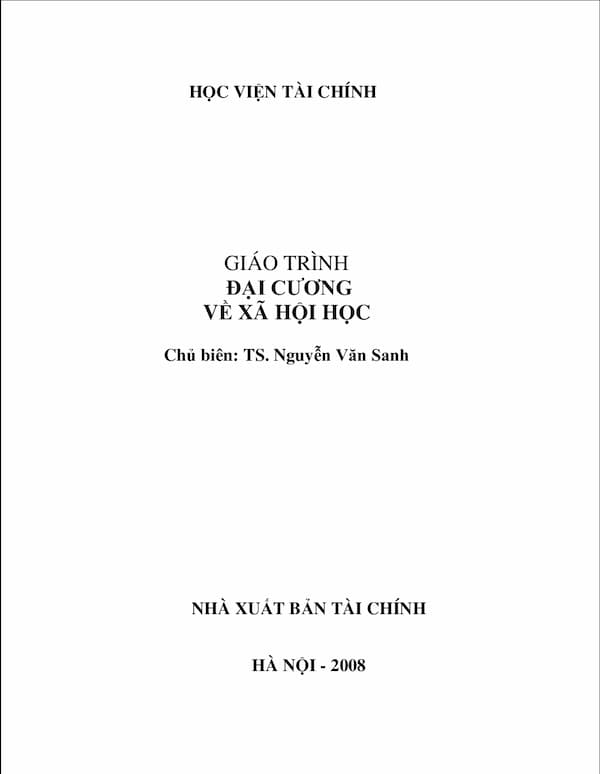 HỌC VIỆN TÀI CHÍNH
GIÁO TRÌNH
ĐẠI CƯƠNG
VỀ XÃ HỘI HỌC
Chủ biên: TS. Nguyễn Văn Sanh
NHÀ XUẤT BẢN TÀI CHÍNH
HÀ NỘI - 2008